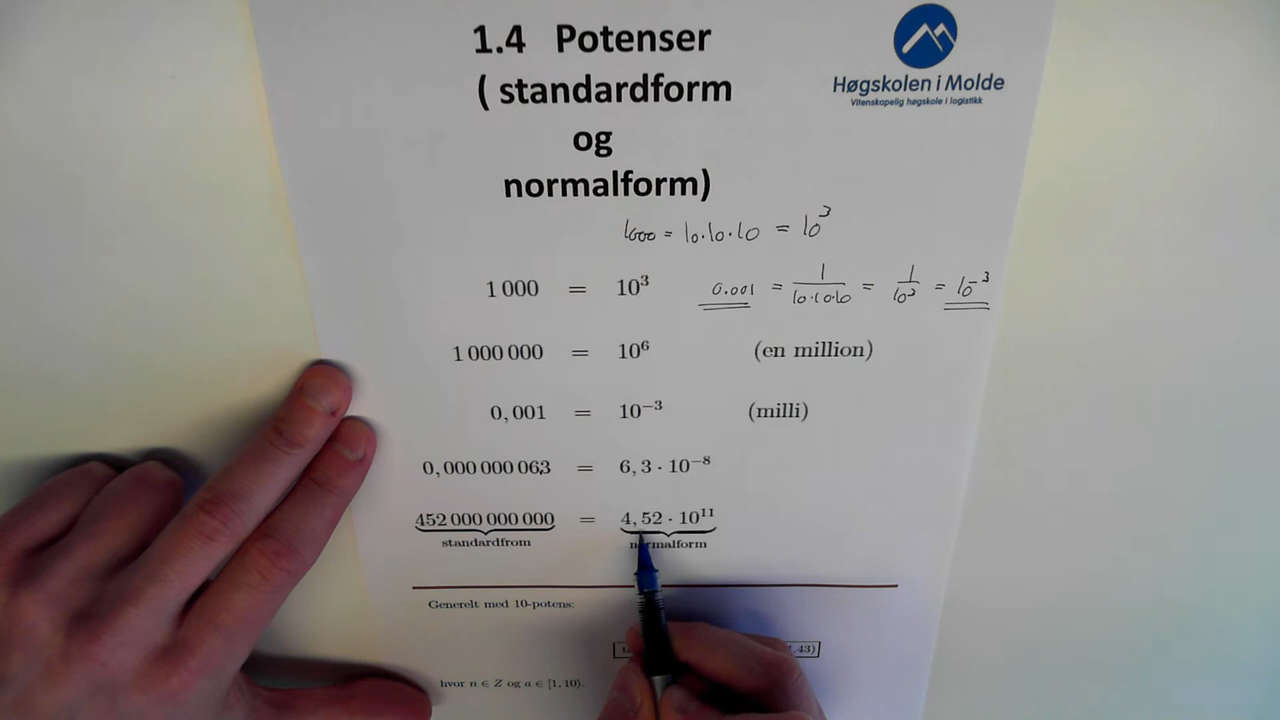 1.4 Potenser
( standardform
og
normalform)
Høgskolen i Molde
Vitenskapelig høgskole i logistikk
1000 = 10·10·10 = 10³
1 000 = 10³
0.001 = 1/(10·10·10) = 1/10³ = 10⁻³
1 000 000 = 10⁶ (en million)
0,001 = 10⁻³ (milli)
0,000 000 063 = 6,3 · 10⁻⁸
452 000 000 000 = 4,52 · 10¹¹
standardfrom normalform
Generelt med 10-potens:
hvor n ∈ Z og a ∈ [1, 10⟩.